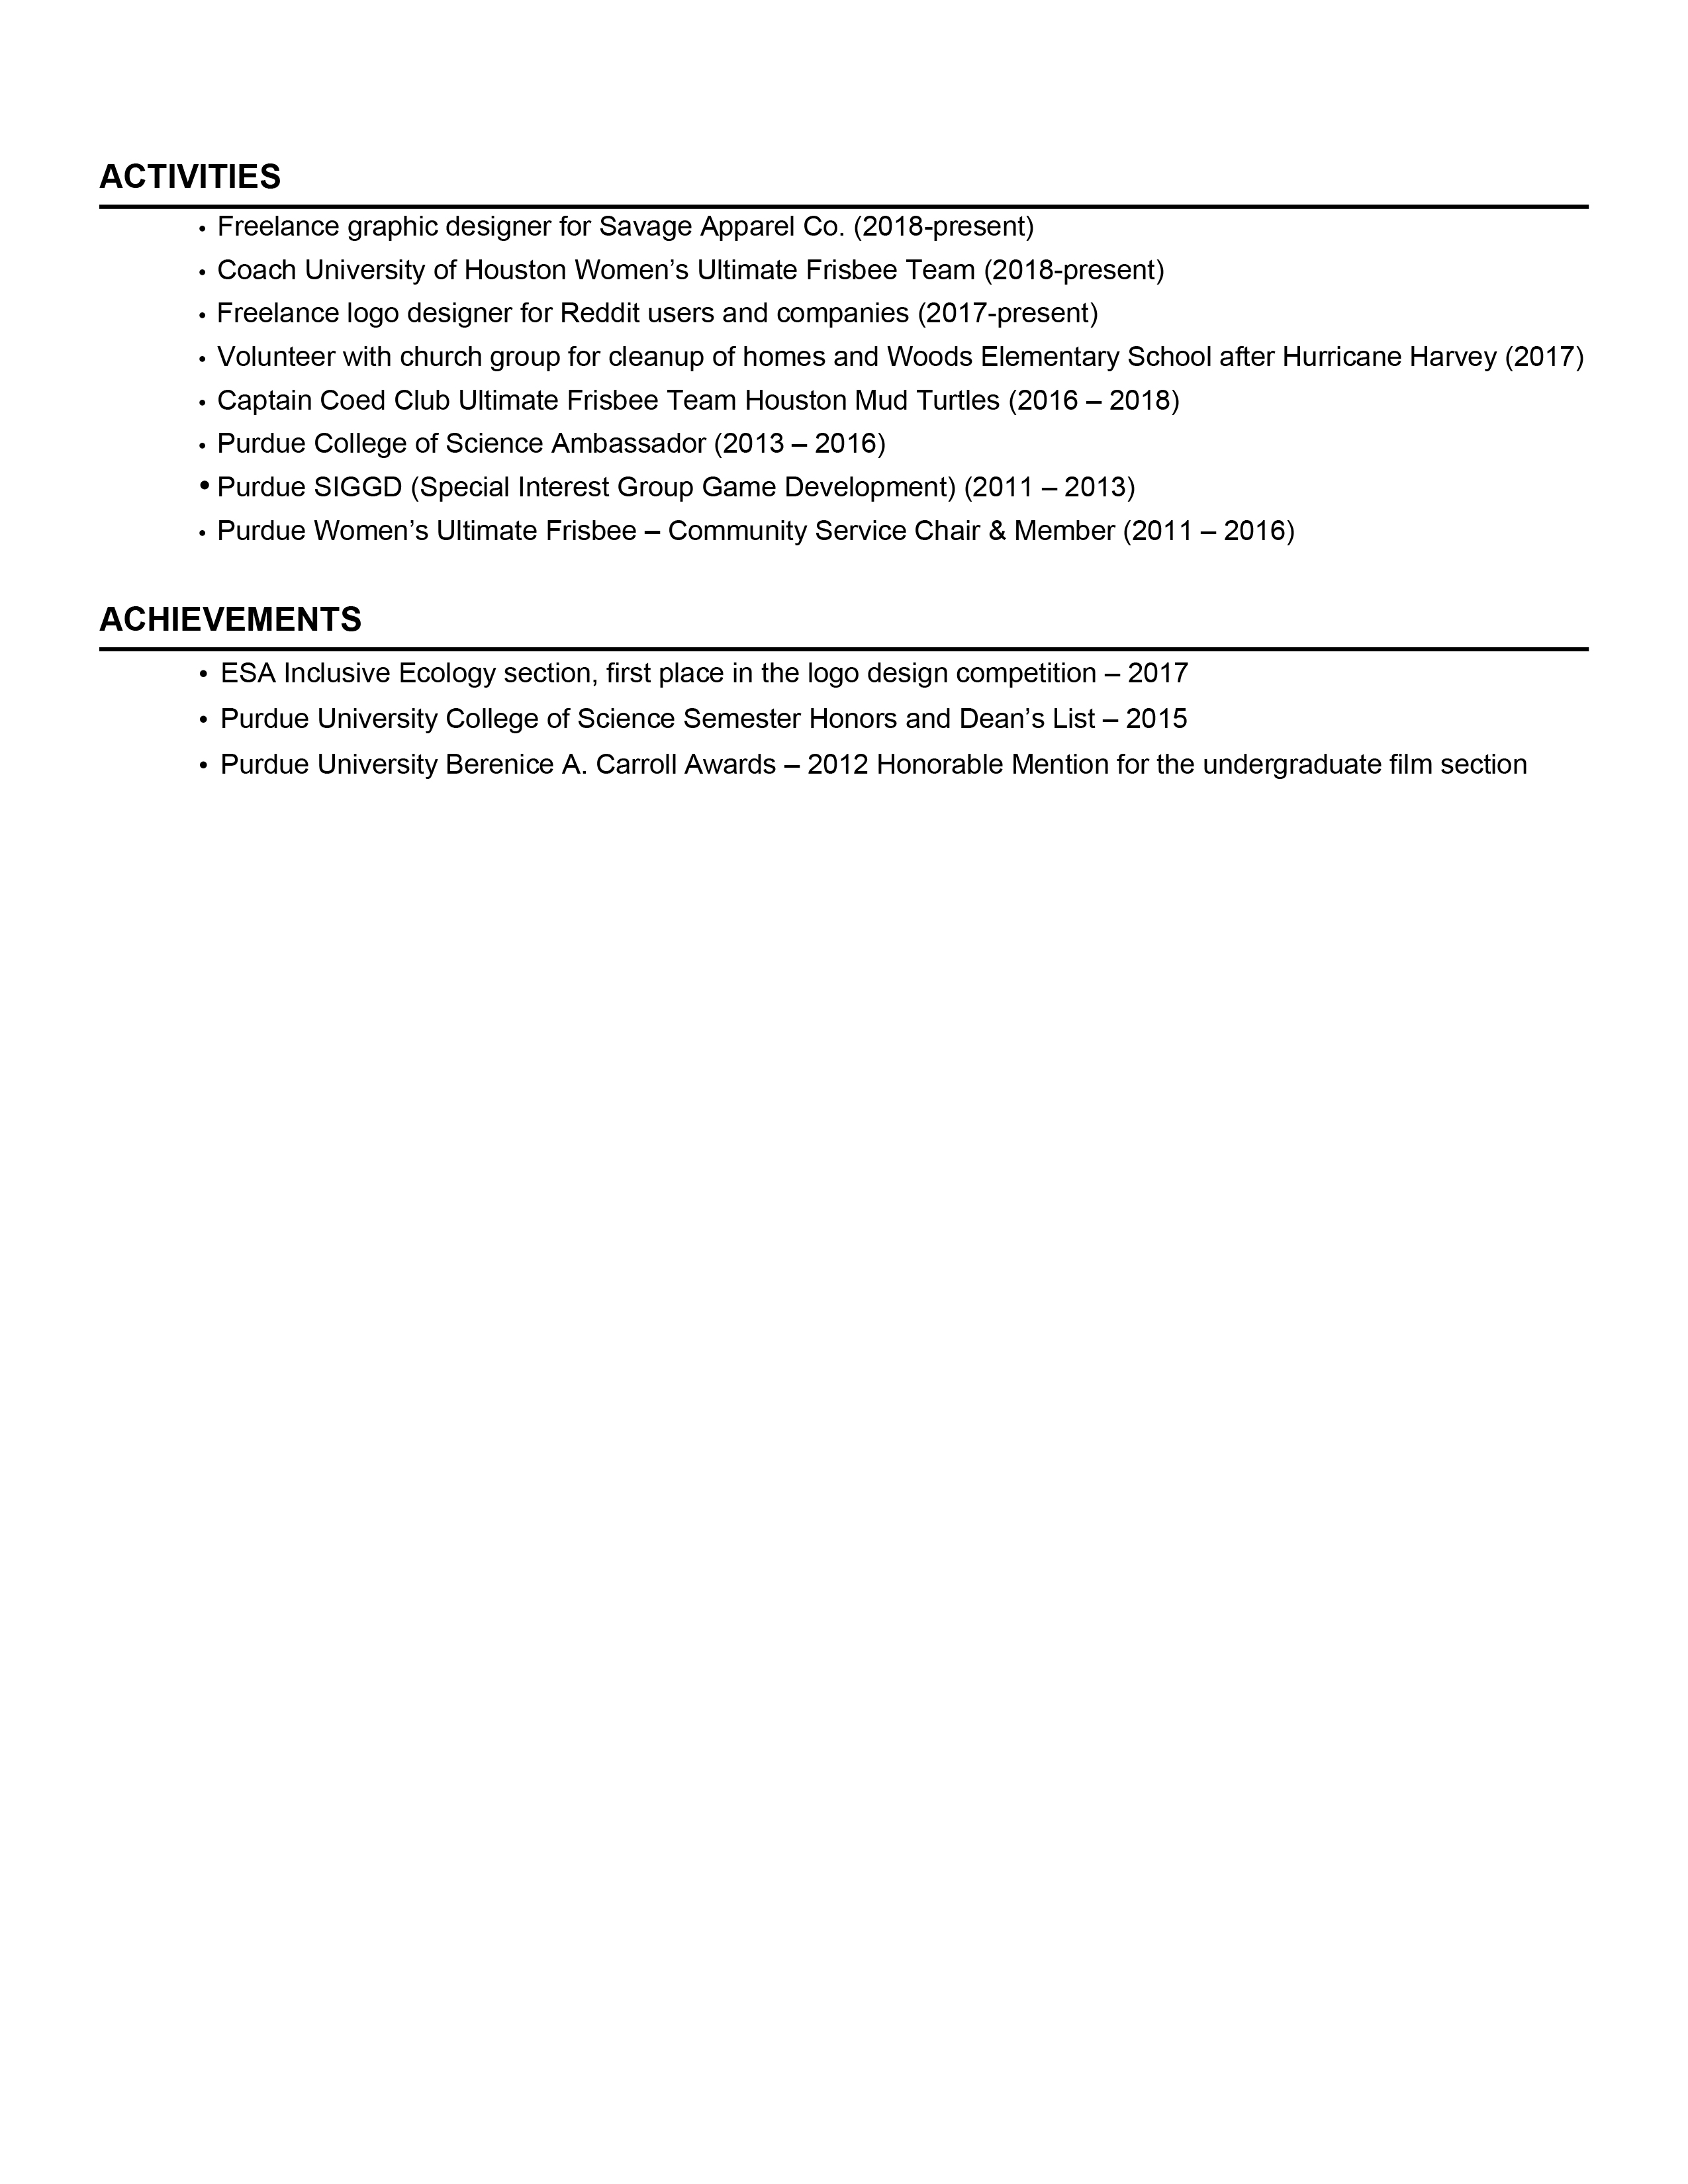 ACTIVITIES
• Freelance graphic designer for Savage Apparel Co. (2018-present)
• Coach University of Houston Women’s Ultimate Frisbee Team (2018-present)
• Freelance logo designer for Reddit users and companies (2017-present)
• Volunteer with church group for cleanup of homes and Woods Elementary School after Hurricane Harvey (2017)
• Captain Coed Club Ultimate Frisbee Team Houston Mud Turtles (2016 – 2018)
• Purdue College of Science Ambassador (2013 – 2016)
• Purdue SIGGD (Special Interest Group Game Development) (2011 – 2013)
• Purdue Women’s Ultimate Frisbee – Community Service Chair & Member (2011 – 2016)
ACHIEVEMENTS
• ESA Inclusive Ecology section, first place in the logo design competition – 2017
• Purdue University College of Science Semester Honors and Dean’s List – 2015
• Purdue University Berenice A. Carroll Awards – 2012 Honorable Mention for the undergraduate film section